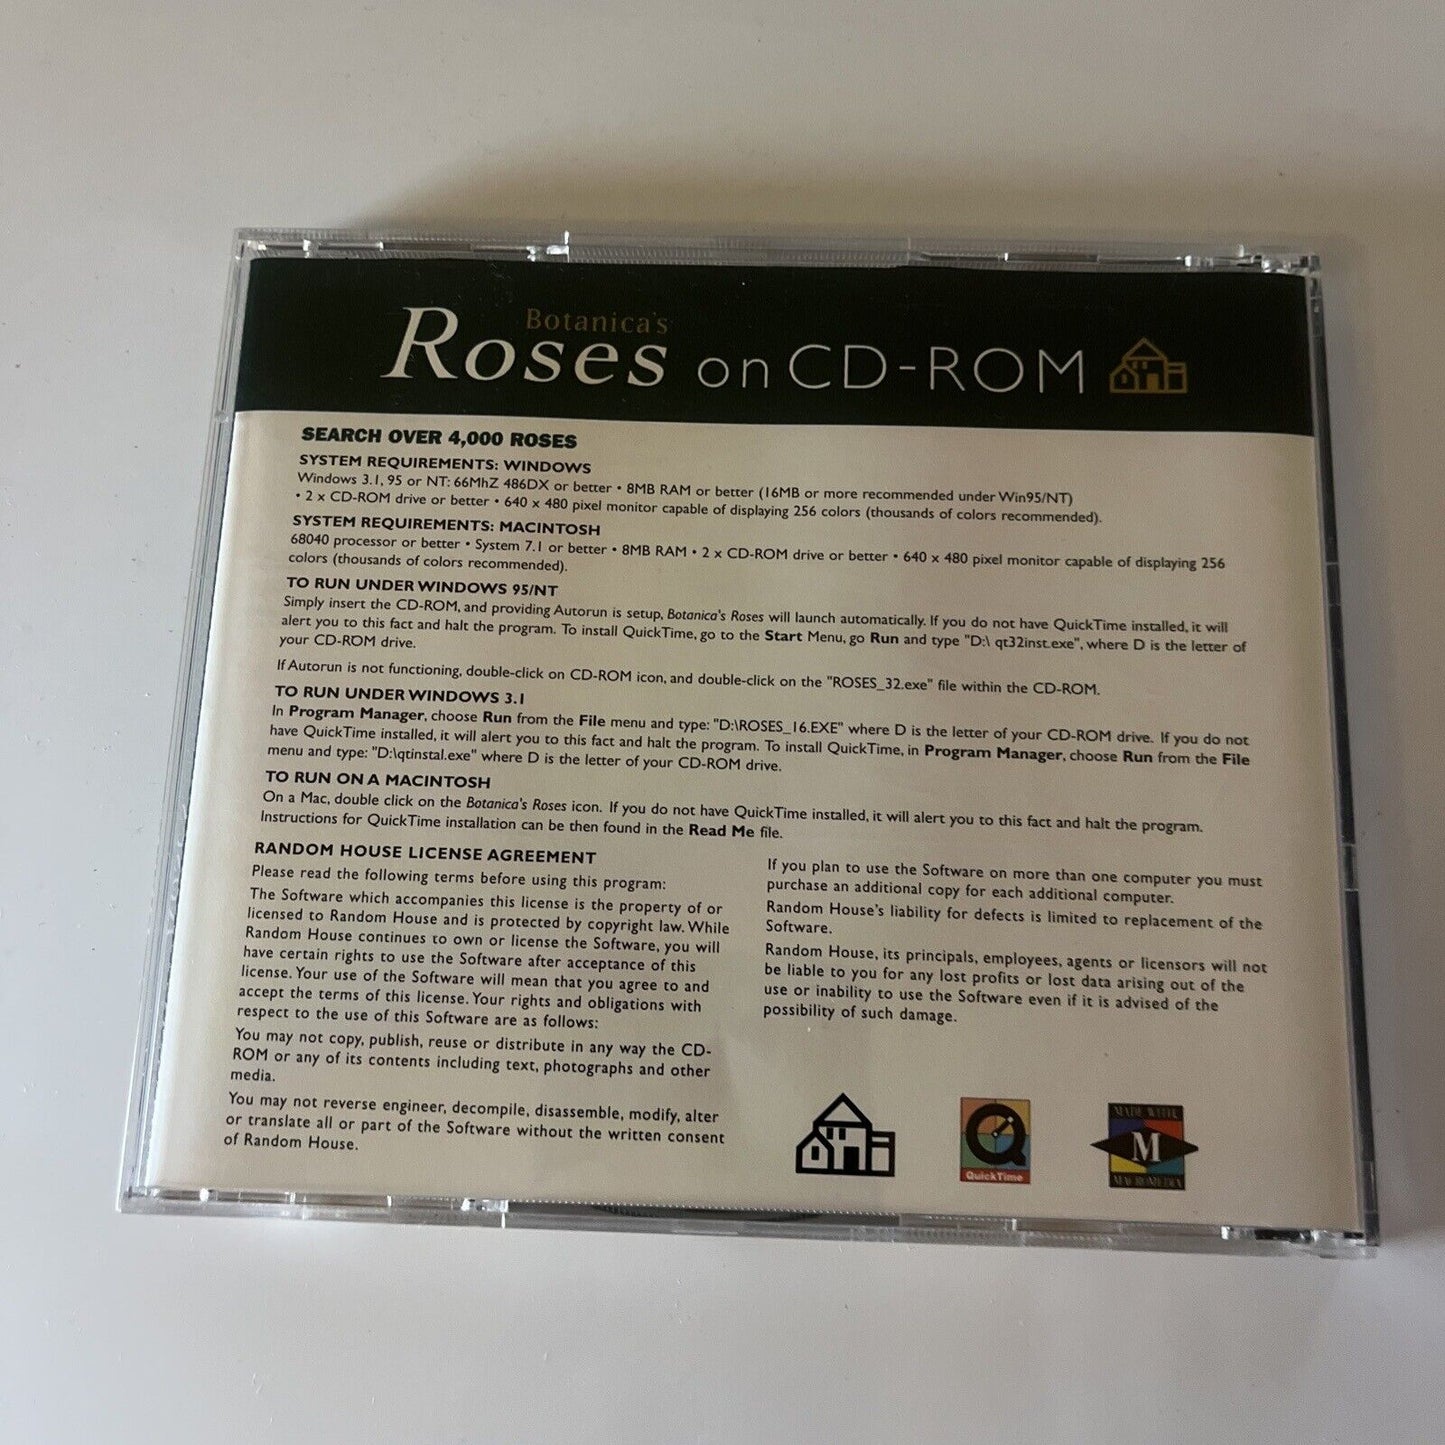 Botanica's
Roses on CD-ROM
SEARCH OVER 4,000 ROSES
SYSTEM REQUIREMENTS: WINDOWS
Windows 3.1, 95 or NT: 66MhZ 486DX or better • 8MB RAM or better (16MB or more recommended under Win95/NT)
• 2 x CD-ROM drive or better • 640 x 480 pixel monitor capable of displaying 256 colors (thousands of colors recommended).
SYSTEM REQUIREMENTS: MACINTOSH
68040 processor or better • System 7.1 or better • 8MB RAM • 2 x CD-ROM drive or better • 640 x 480 pixel monitor capable of displaying 256
colors (thousands of colors recommended).
TO RUN UNDER WINDOWS 95/NT
Simply insert the CD-ROM, and providing Autorun is setup, Botanica's Roses will launch automatically. If you do not have QuickTime installed, it will
alert you to this fact and halt the program. To install QuickTime, go to the Start Menu, go Run and type "D:\ qt32inst.exe", where D is the letter of
your CD-ROM drive.
If Autorun is not functioning, double-click on CD-ROM icon, and double-click on the "ROSES_32.exe" file within the CD-ROM.
TO RUN UNDER WINDOWS 3.1
In Program Manager, choose Run from the File menu and type: "D:\ROSES_16.EXE" where D is the letter of your CD-ROM drive. If you do not
have QuickTime installed, it will alert you to this fact and halt the program. To install QuickTime, in Program Manager, choose Run from the File
menu and type: "D:\qtinstal.exe" where D is the letter of your CD-ROM drive.
TO RUN ON A MACINTOSH
On a Mac, double click on the Botanica's Roses icon. If you do not have QuickTime installed, it will alert you to this fact and halt the program.
Instructions for QuickTime installation can be then found in the Read Me file.
RANDOM HOUSE LICENSE AGREEMENT
Please read the following terms before using this program:
The Software which accompanies this license is the property of or
licensed to Random House and is protected by copyright law. While
Random House continues to own or license the Software, you will
have certain rights to use the Software after acceptance of this
license. Your use of the Software will mean that you agree to and
accept the terms of this license. Your rights and obligations with
respect to the use of this Software are as follows:
You may not copy, publish, reuse or distribute in any way the CD-
ROM or any of its contents including text, photographs and other
media.
You may not reverse engineer, decompile, disassemble, modify, alter
or translate all or part of the Software without the written consent
of Random House.
If you plan to use the Software on more than one computer you must
purchase an additional copy for each additional computer.
Random House's liability for defects is limited to replacement of the
Software.
Random House, its principals, employees, agents or licensors will not
be liable to you for any lost profits or lost data arising out of the
use or inability to use the Software even if it is advised of the
possibility of such damage.
QuickTime
MADE WITH
M
MACROMEDIA